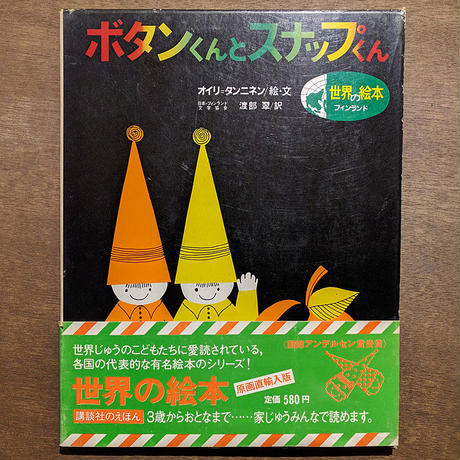 ボタンくんとスナップくん
オイリ=タンニネン/絵・文
日本・フィンランド
文学協会
渡部 翠/訳
世界の絵本
フィンランド
世界じゅうのこどもたちに愛読されている,
各国の代表的な有名絵本のシリーズ!
《国際アンデルセン賞受賞》
世界の絵本
原画直輸入版
定価 580円
講談社のえほん
3歳からおとなまで……家じゅうみんなで読めます。